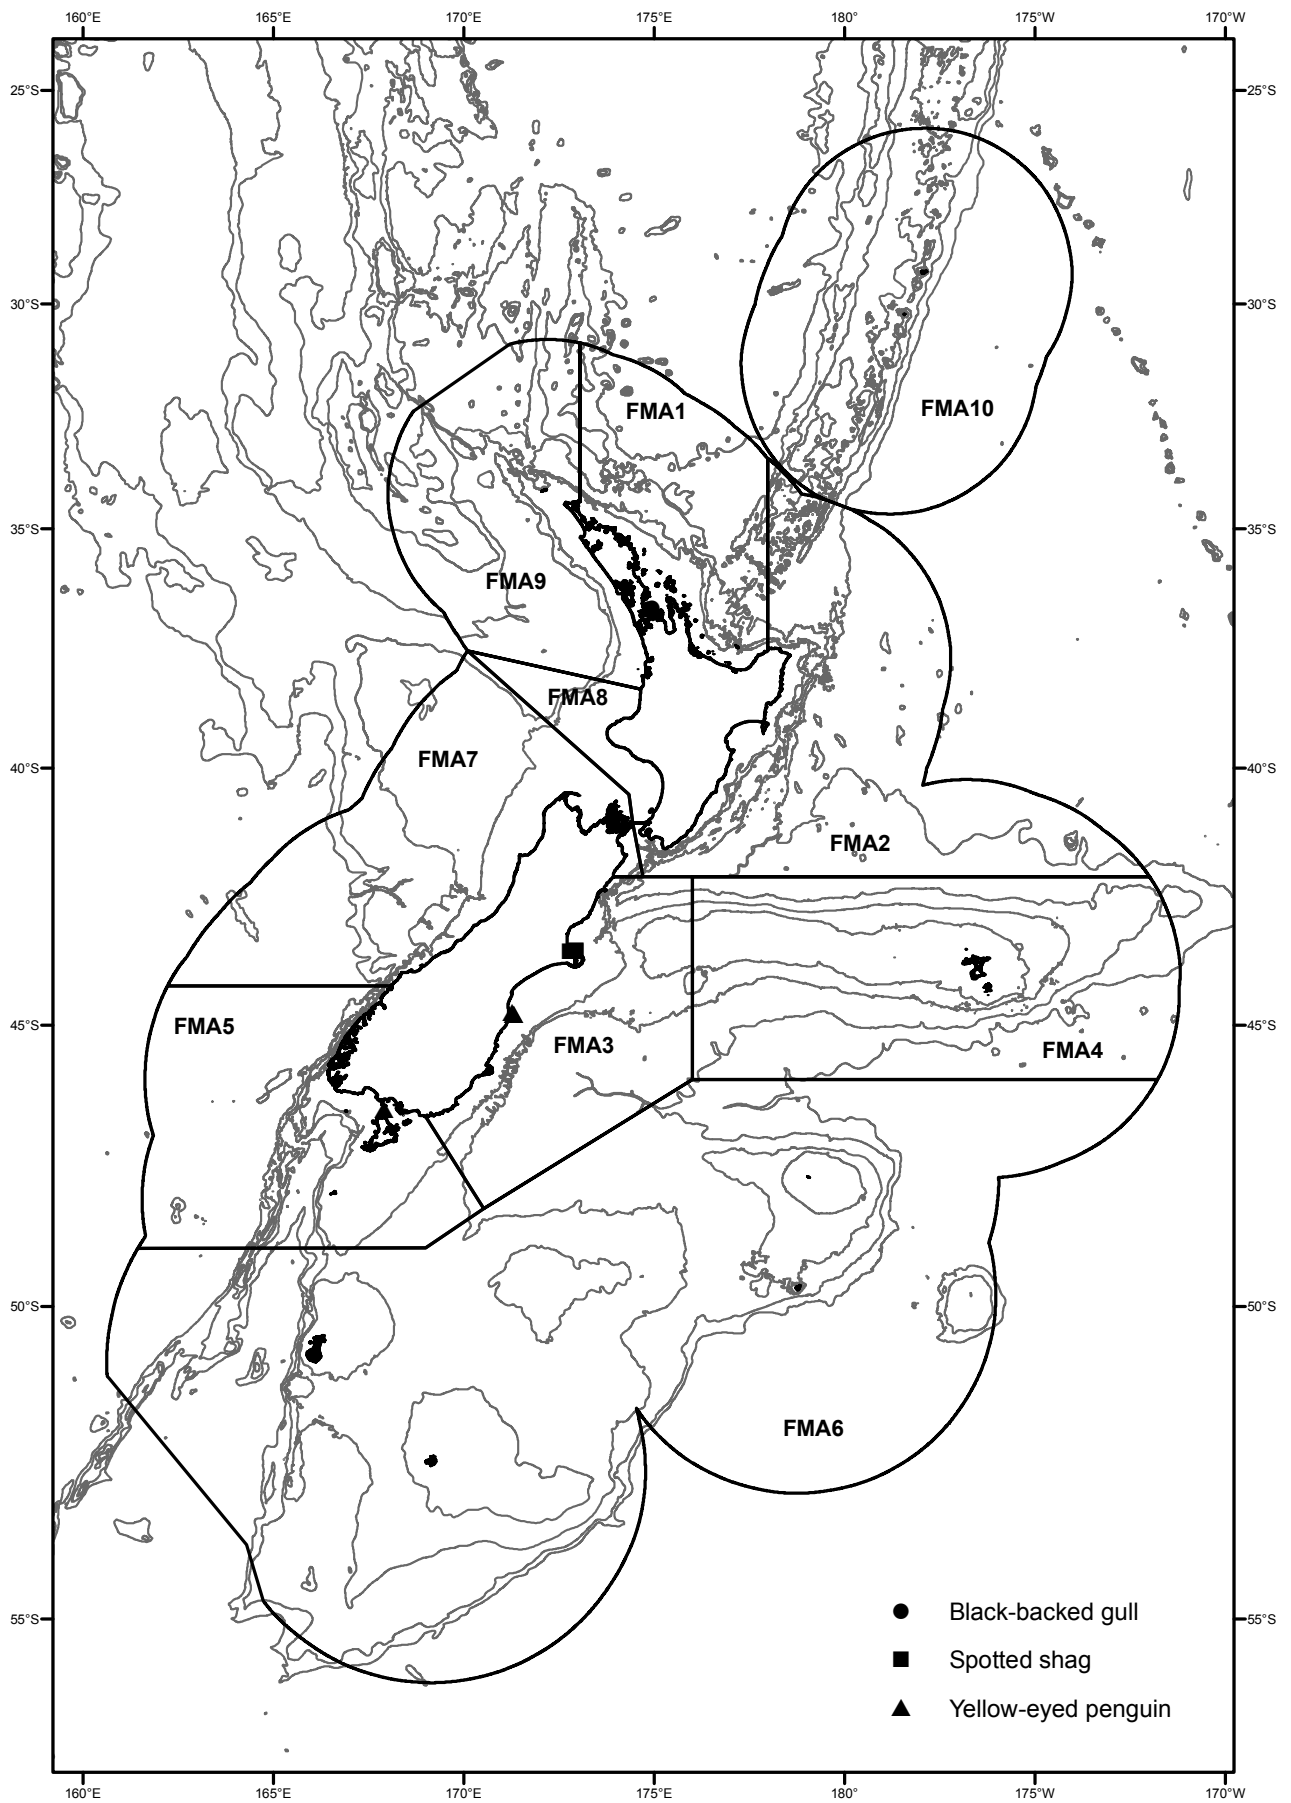 160°E 165°E 170°E 175°E 180° 175°W 170°W
25°S 25°S
30°S 30°S
FMA10
FMA1
35°S 35°S
FMA9
FMA8
FMA7
40°S 40°S
FMA2
FMA5
45°S 45°S
FMA3
FMA4
50°S 50°S
FMA6
Black-backed gull
55°S 55°S
Spotted shag
Yellow-eyed penguin
160°E 165°E 170°E 175°E 180° 175°W 170°W